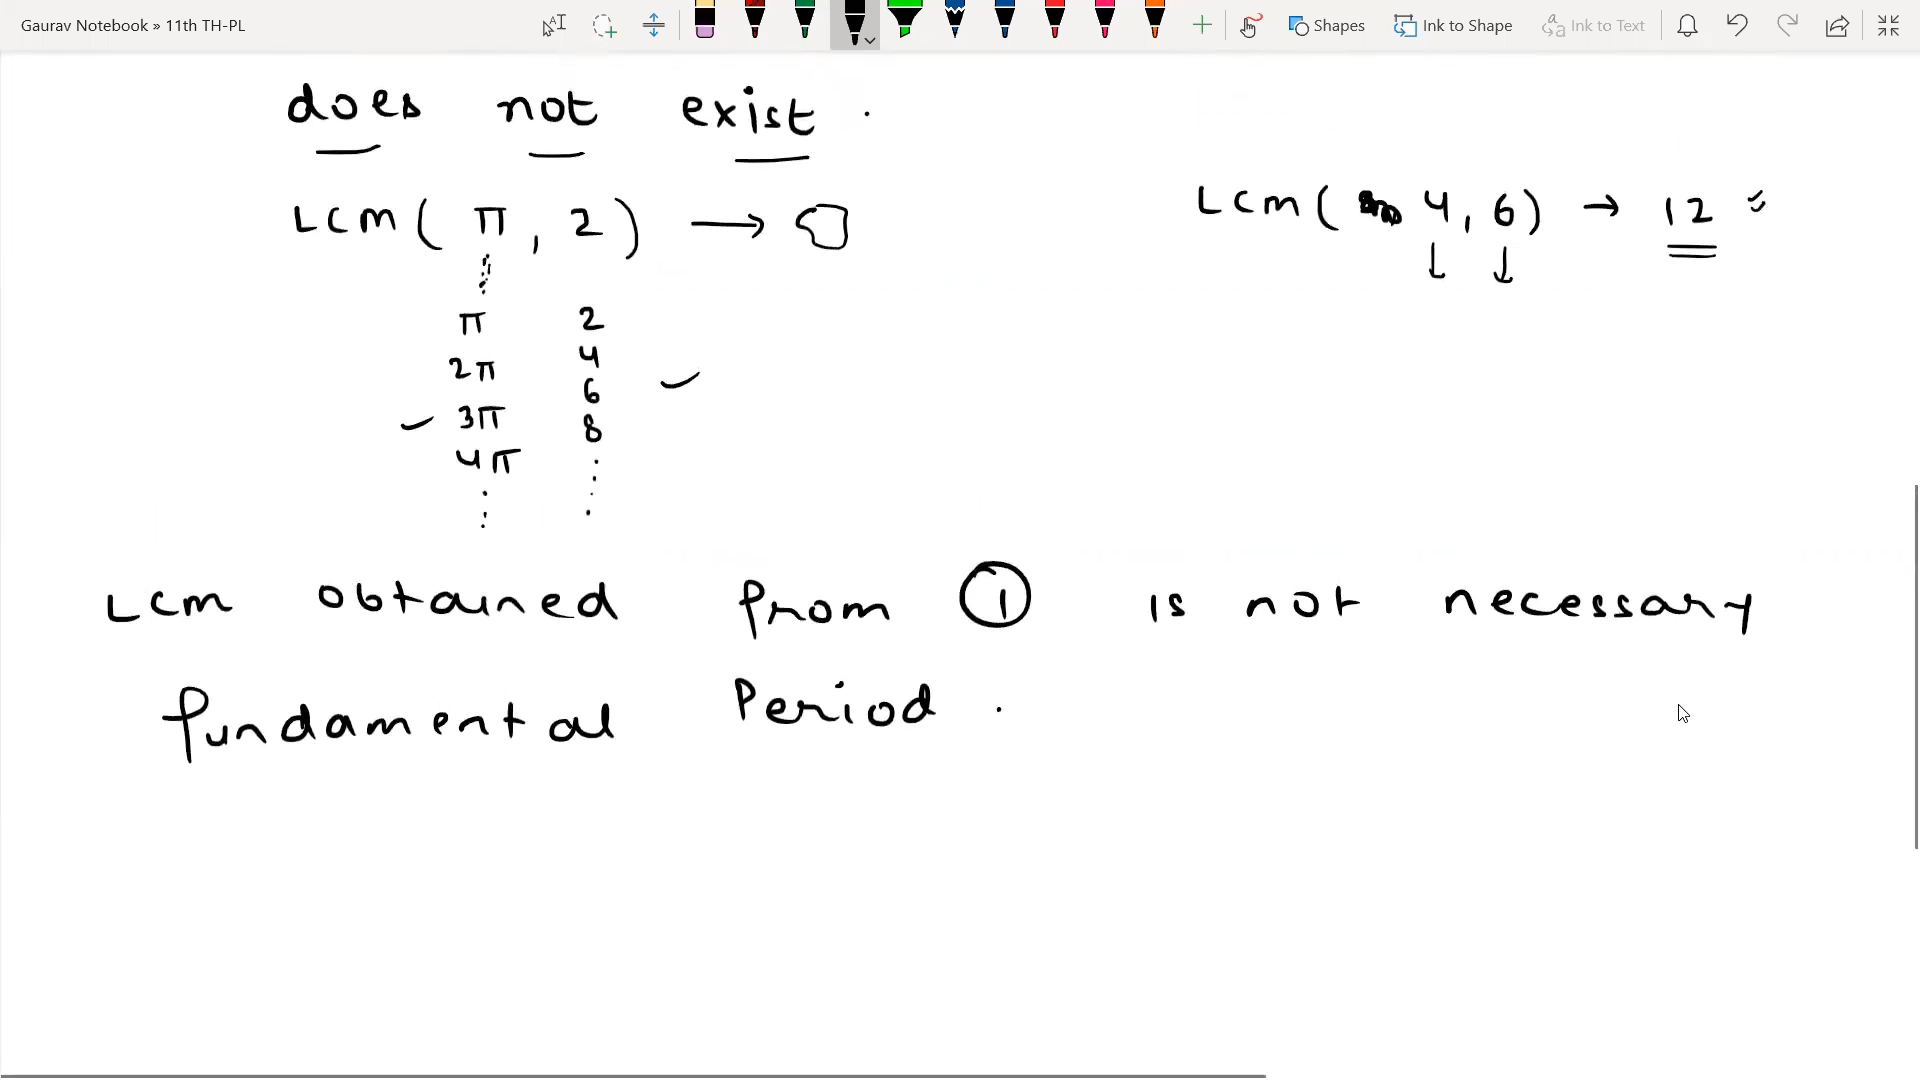 Gaurav Notebook » 11th TH-PL
Shapes Ink to Shape Ink to Text
does not exist .
LCM ( π , 2 ) →
LCM ( 4 , 6 ) → 12
π 2
2π 4
3π 6
4π 8
LCM obtained from ① is not necessary
fundamental Period .